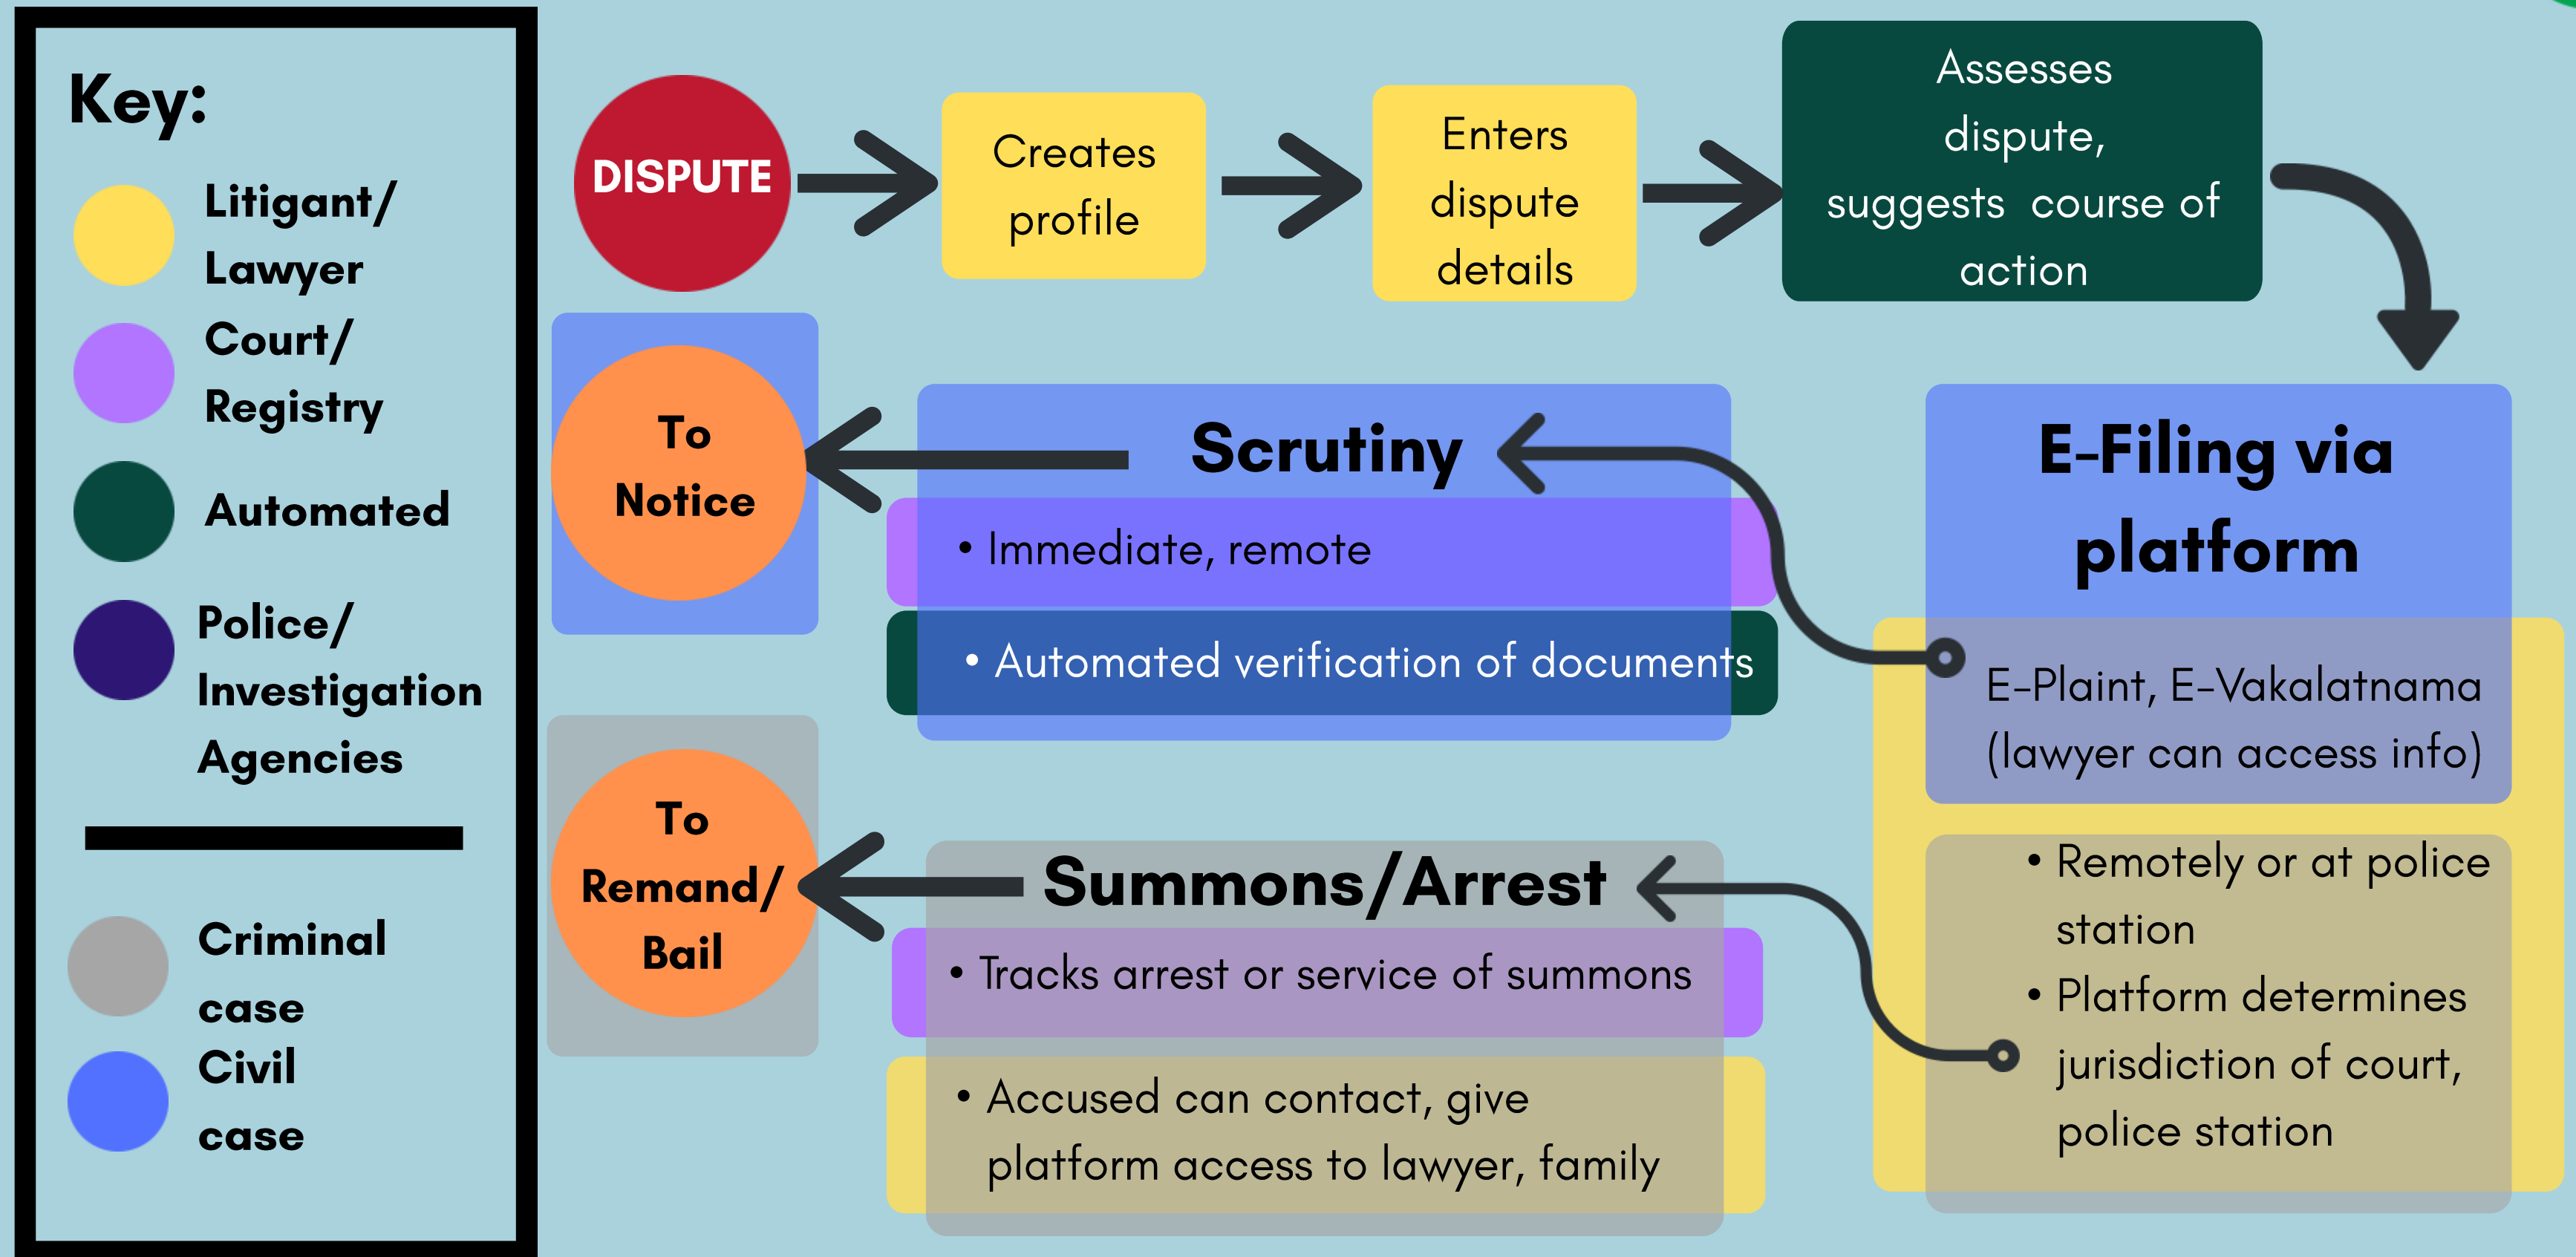 Key:
Litigant/
Lawyer
Court/
Registry
Automated
Police/
Investigation
Agencies
Criminal
case
Civil
case
DISPUTE
Creates
profile
Enters
dispute
details
Assesses
dispute,
suggests course of
action
E-Filing via
platform
E-Plaint, E-Vakalatnama
(lawyer can access info)
• Remotely or at police
station
• Platform determines
jurisdiction of court,
police station
Scrutiny
• Immediate, remote
• Automated verification of documents
To
Notice
Summons/Arrest
• Tracks arrest or service of summons
• Accused can contact, give
platform access to lawyer, family
To
Remand/
Bail